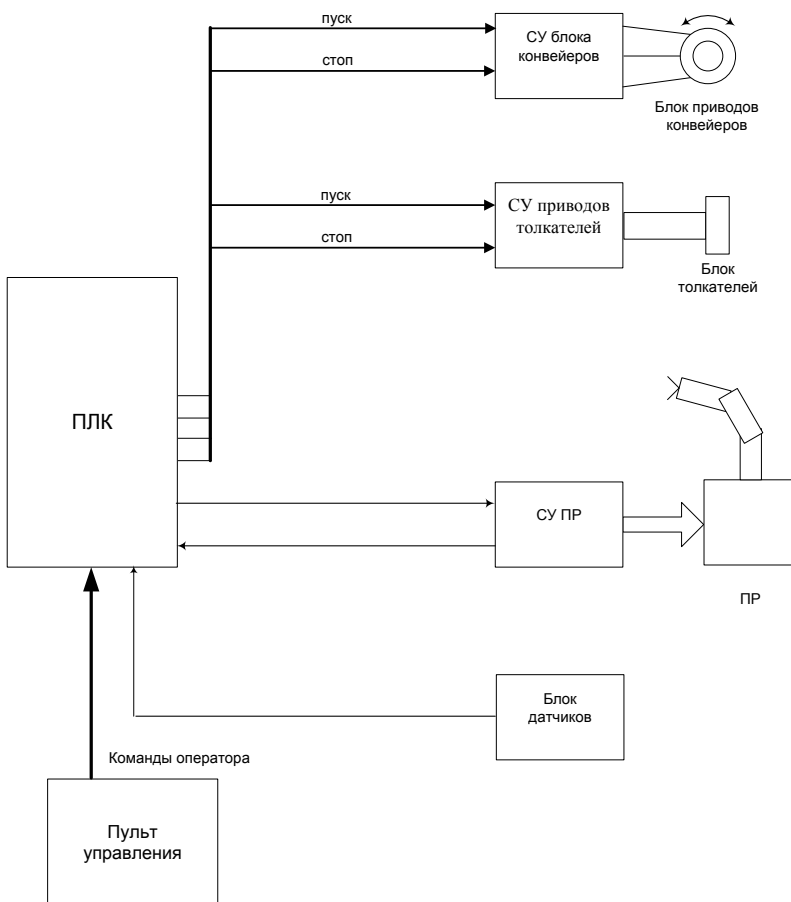 пуск
СУ блока
конвейеров
стоп
Блок приводов
конвейеров
пуск
СУ приводов
толкателей
стоп
Блок
толкателей
ПЛК
СУ ПР
ПР
Блок
датчиков
Команды оператора
Пульт
управления